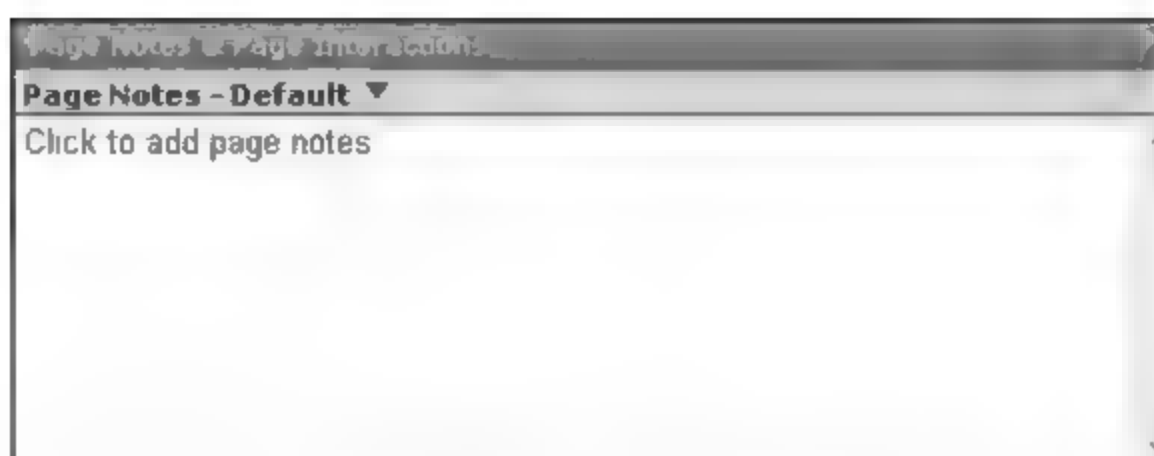 Page Notes & Page Interactions
Page Notes - Default
Click to add page notes